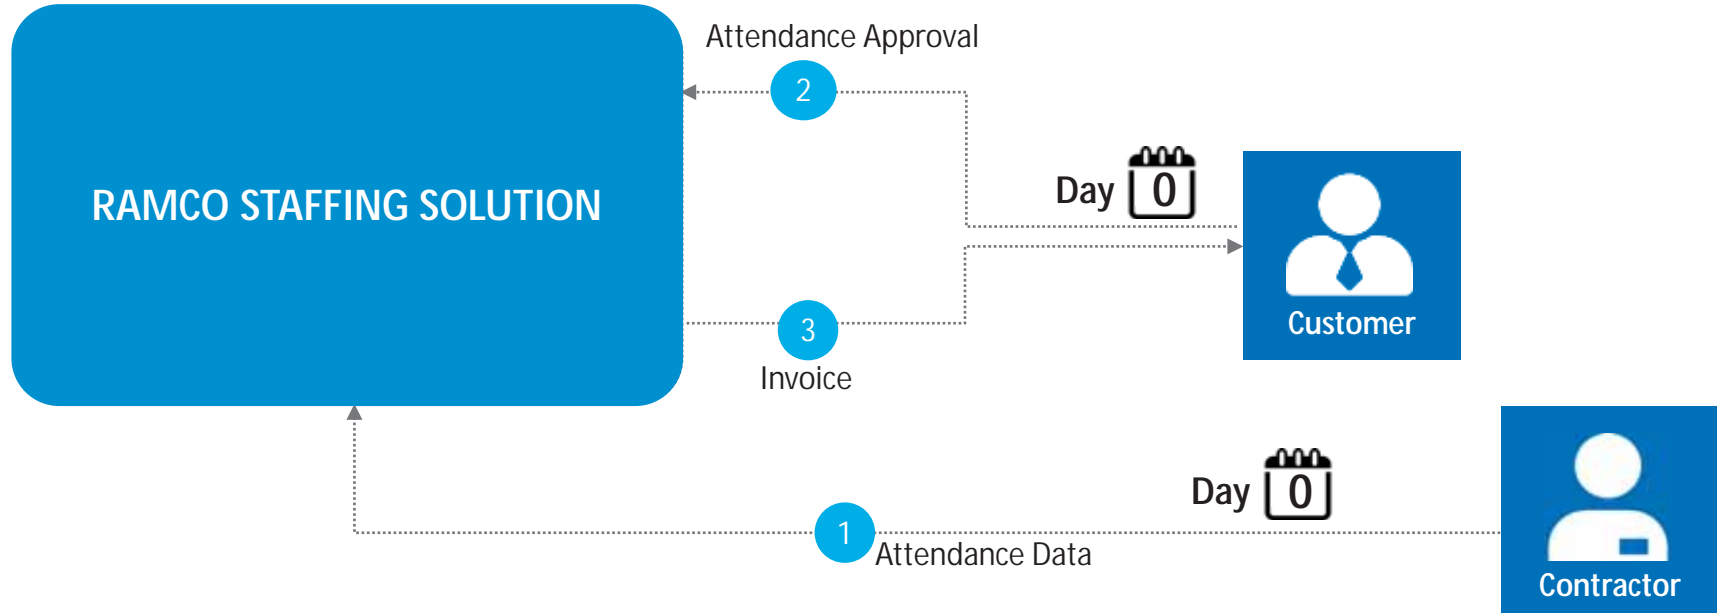 Attendance Approval
2
Day 0
RAMCO STAFFING SOLUTION
Customer
3
Invoice
Day 0
1
Attendance Data
Contractor